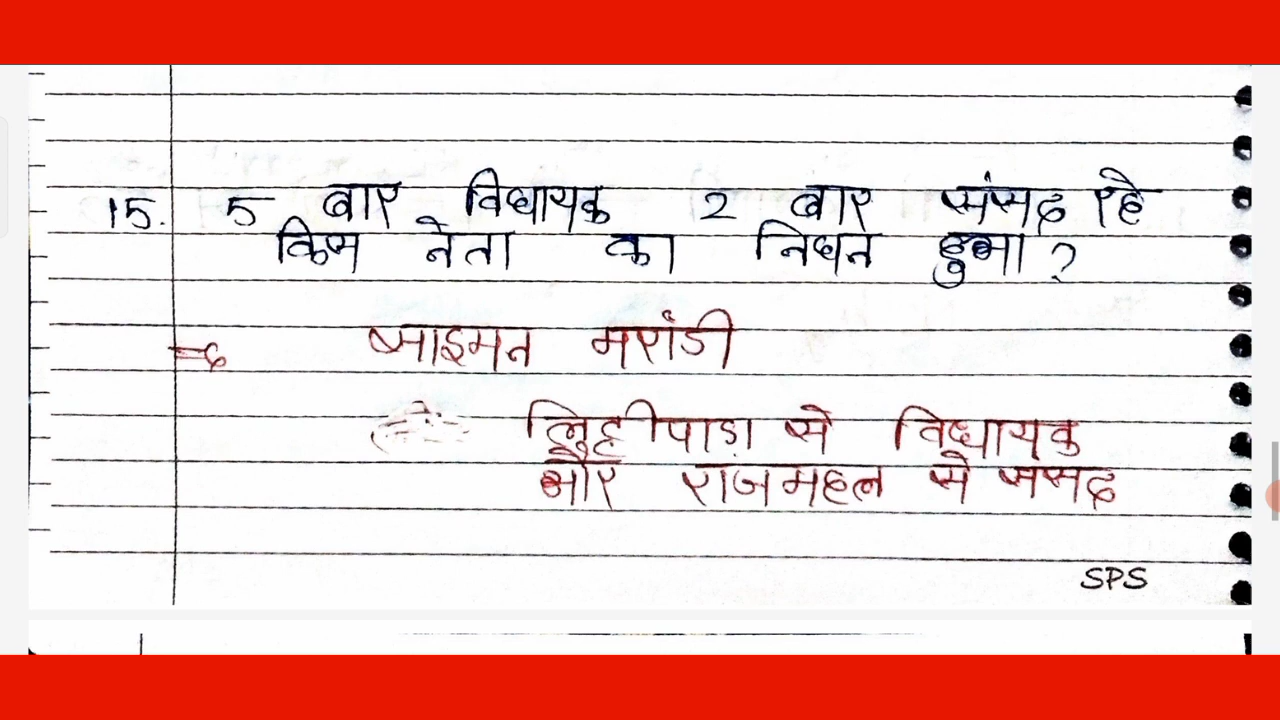 15. 5 बार विधायक 2 बार संसद रहे
किस नेता का निधन हुआ?
साइमन मरांडी
लिट्टीपाड़ा से विधायक
और राजमहल से संसद
SPS